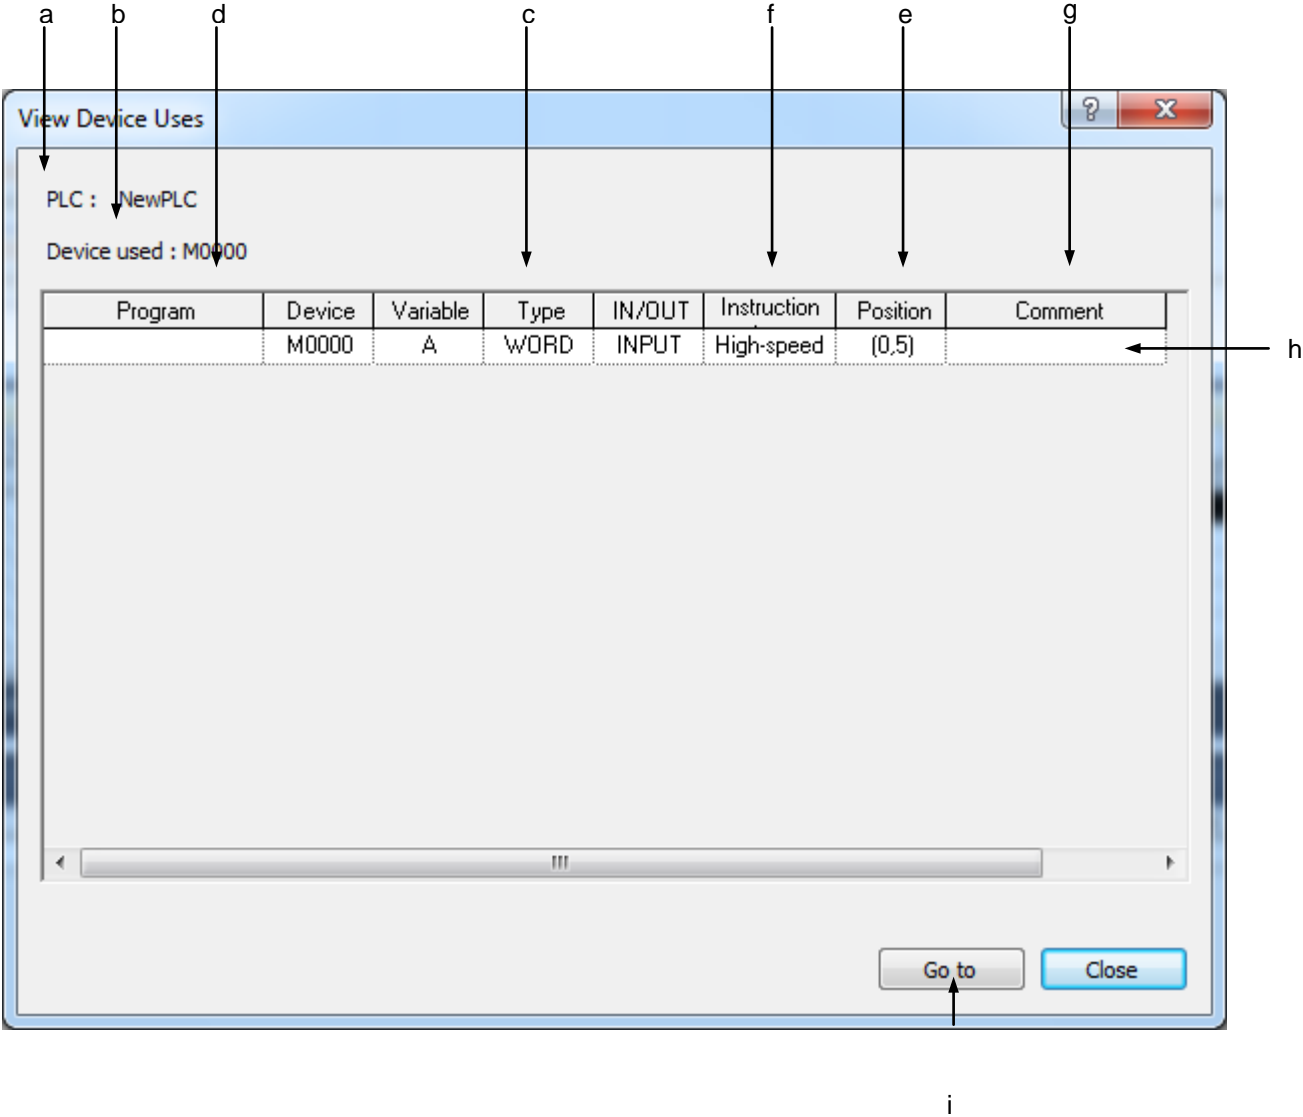 a b d c f e g
View Device Uses
PLC : NewPLC
Device used : M0000
Program Device Variable Type IN/OUT Instruction Position Comment
M0000 A WORD INPUT High-speed (0,5)
h
Go to Close
i